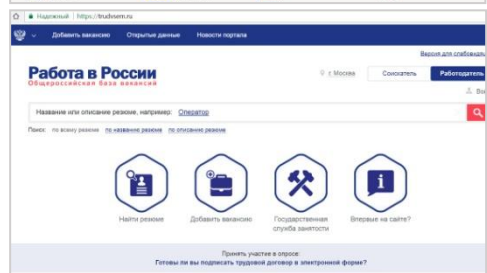 Надежный | https://trudvsem.ru
Добавить вакансию Открытые данные Новости портала
Версия для слабовидящ
Работа в России
Общероссийская база вакансий
г. Москва Соискатель Работодатель
Название или описание резюме, например: Оператор
Поиск: по всему резюме по названию резюме по описанию резюме
Найти резюме Добавить вакансию Государственная служба занятости Впервые на сайте?
Принять участие в опросе:
Готовы ли вы подписать трудовой договор в электронной форме?